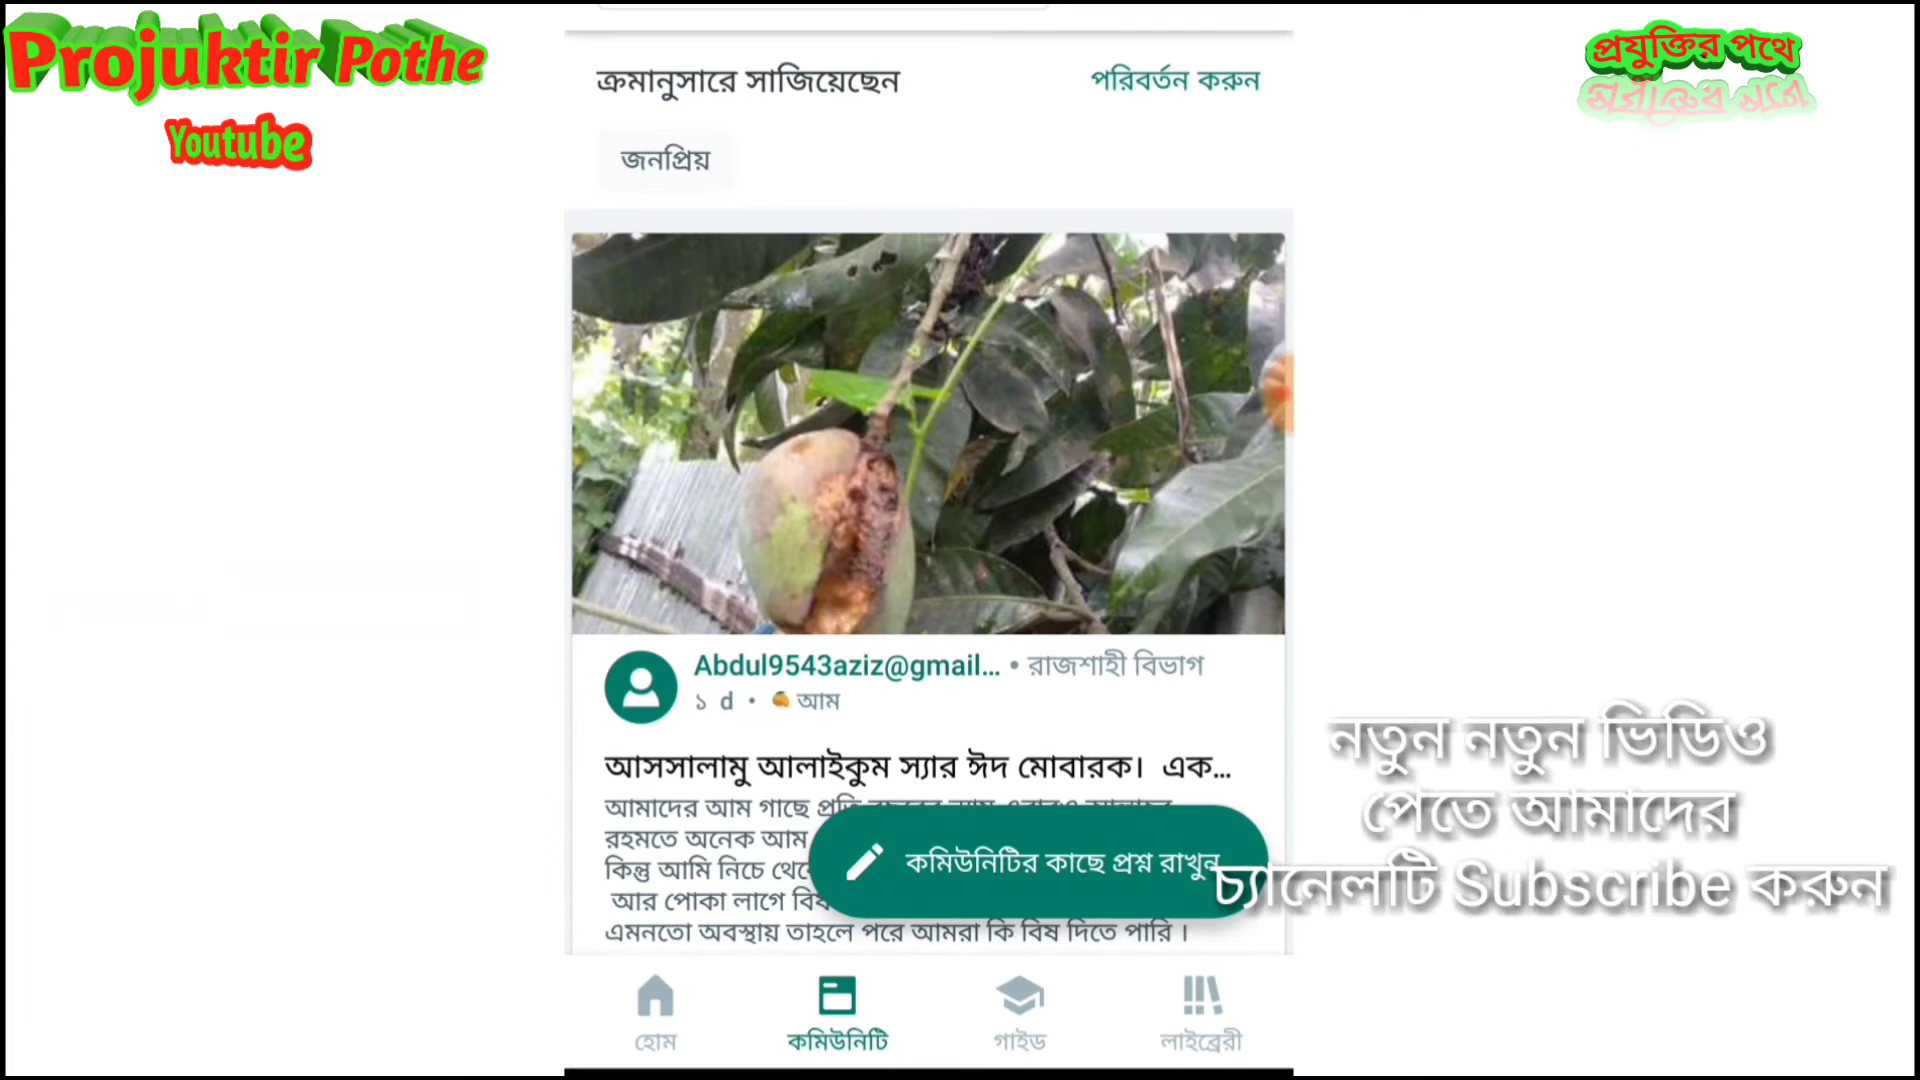 Projuktir Pothe
Youtube
প্রযুক্তির পথে
ক্রমানুসারে সাজিয়েছেন
পরিবর্তন করুন
জনপ্রিয়
Abdul9543aziz@gmail... • রাজশাহী বিভাগ
১ d • আম
আসসালামু আলাইকুম স্যার ঈদ মোবারক। এক...
আমাদের আম গাছে প্রতি
রহমতে অনেক আম
কিন্তু আমি নিচে
আর পোকা লাগে
এমনতো অবস্থায় তাহলে পরে আমরা কি বিষ দিতে পারি ।
কমিউনিটির কাছে প্রশ্ন রাখুন
নতুন নতুন ভিডিও
পেতে আমাদের
চ্যানেলটি Subscribe করুন
হোম
কমিউনিটি
গাইড
লাইব্রেরী